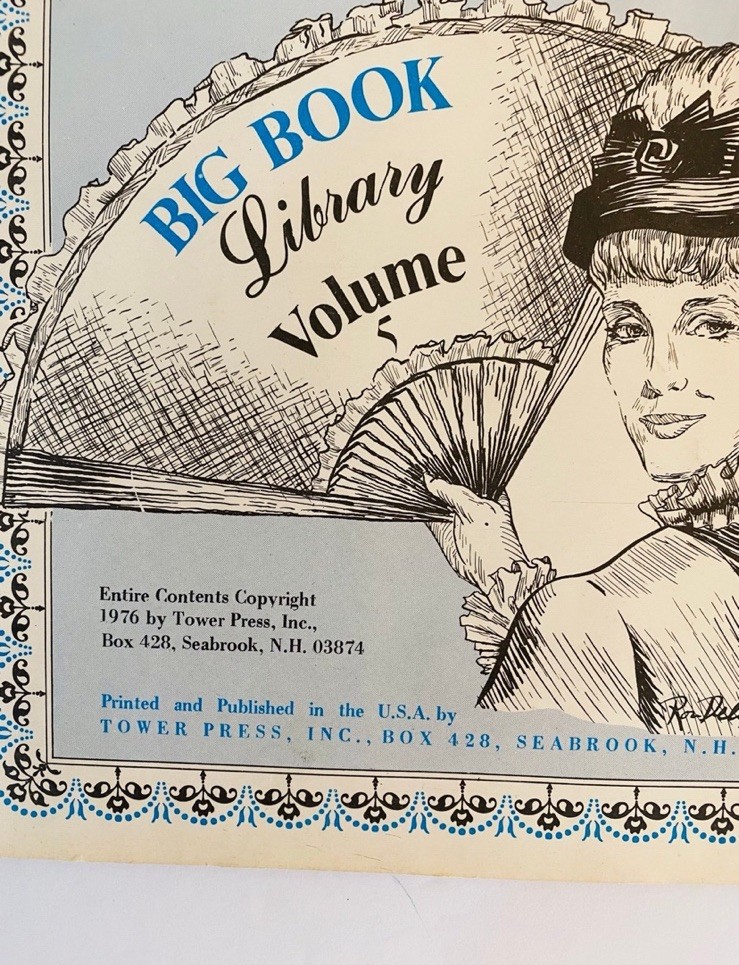 BIG BOOK
Library
Volume
5
Entire Contents Copyright
1976 by Tower Press, Inc.,
Box 428, Seabrook, N.H. 03874
Printed and Published in the U.S.A. by
TOWER PRESS, INC., BOX 428, SEABROOK, N.H.
Ron